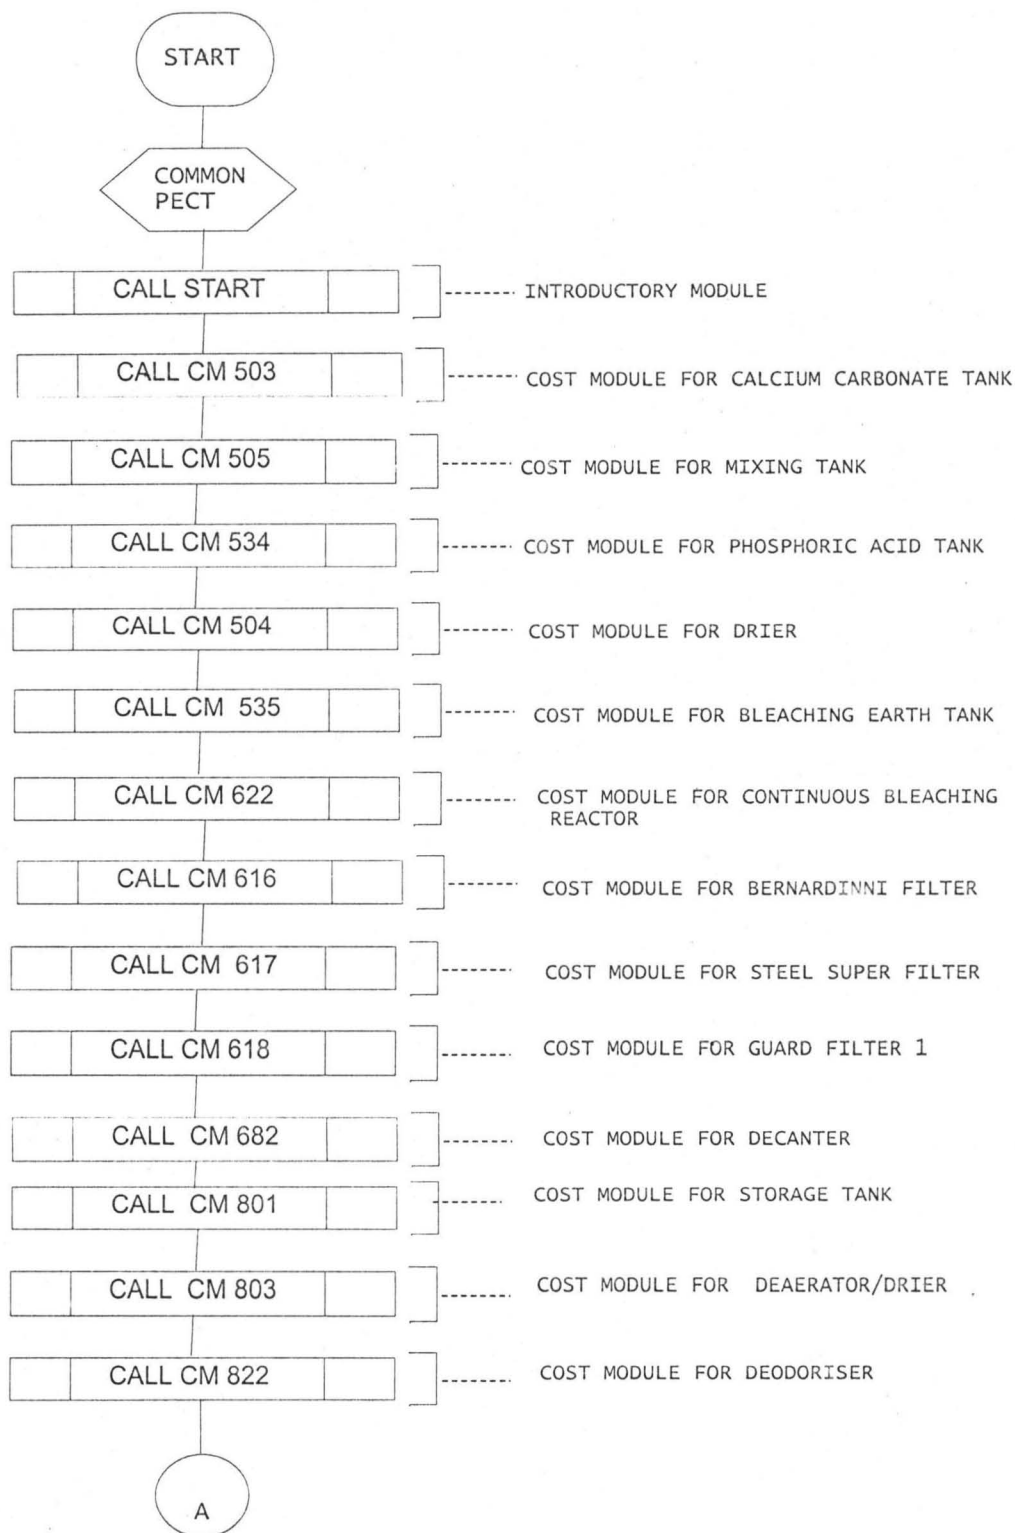 START
COMMON
PECT
CALL START
INTRODUCTORY MODULE
CALL CM 503
COST MODULE FOR CALCIUM CARBONATE TANK
CALL CM 505
COST MODULE FOR MIXING TANK
CALL CM 534
COST MODULE FOR PHOSPHORIC ACID TANK
CALL CM 504
COST MODULE FOR DRIER
CALL CM 535
COST MODULE FOR BLEACHING EARTH TANK
CALL CM 622
COST MODULE FOR CONTINUOUS BLEACHING
REACTOR
CALL CM 616
COST MODULE FOR BERNARDINNI FILTER
CALL CM 617
COST MODULE FOR STEEL SUPER FILTER
CALL CM 618
COST MODULE FOR GUARD FILTER 1
CALL CM 682
COST MODULE FOR DECANTER
CALL CM 801
COST MODULE FOR STORAGE TANK
CALL CM 803
COST MODULE FOR DEAERATOR/DRIER
CALL CM 822
COST MODULE FOR DEODORISER
A